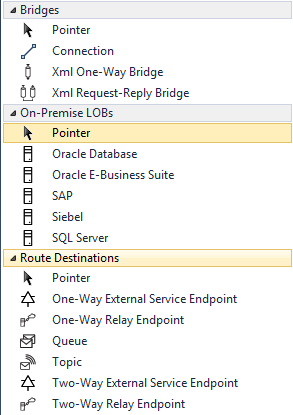 Bridges
Pointer
Connection
Xml One-Way Bridge
Xml Request-Reply Bridge
On-Premise LOBs
Pointer
Oracle Database
Oracle E-Business Suite
SAP
Siebel
SQL Server
Route Destinations
Pointer
One-Way External Service Endpoint
One-Way Relay Endpoint
Queue
Topic
Two-Way External Service Endpoint
Two-Way Relay Endpoint